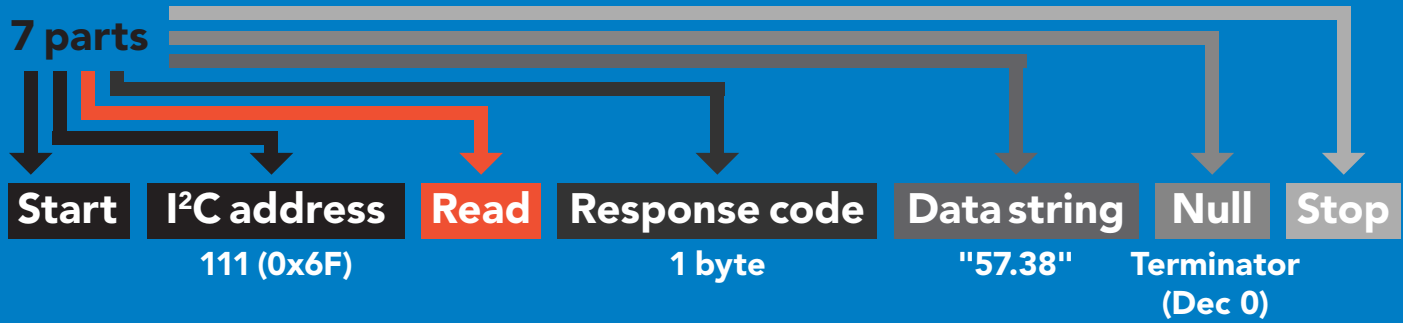 7 parts
Start I²C address Read Response code Data string Null Stop
111 (0x6F) 1 byte "57.38" Terminator
(Dec 0)